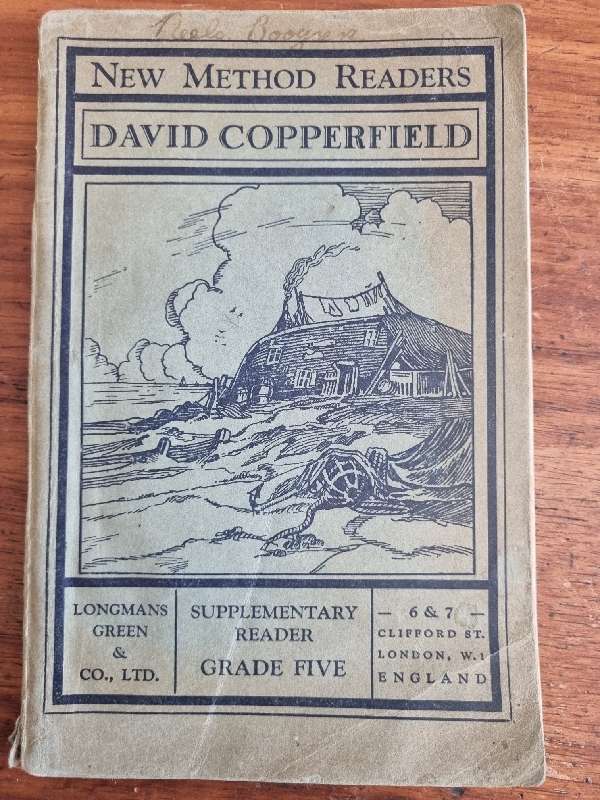 NEW METHOD READERS
DAVID COPPERFIELD
LONGMANS
GREEN
&
CO., LTD.
SUPPLEMENTARY
READER
GRADE FIVE
— 6 & 7 —
CLIFFORD ST.
LONDON, W.1
ENGLAND